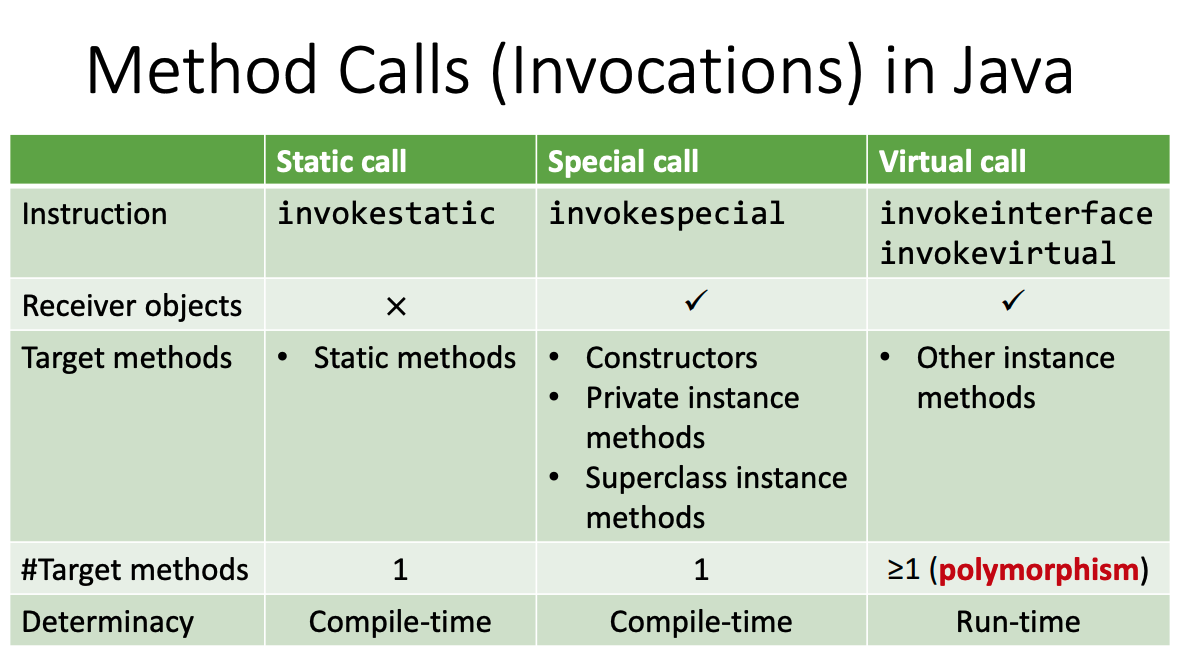 Method Calls (Invocations) in Java
Static call
Special call
Virtual call
Instruction
invokestatic
invokespecial
invokeinterface
invokevirtual
Receiver objects
×
✓
✓
Target methods
• Static methods
• Constructors
• Private instance
methods
• Superclass instance
methods
• Other instance
methods
#Target methods
1
1
≥1 (polymorphism)
Determinacy
Compile-time
Compile-time
Run-time